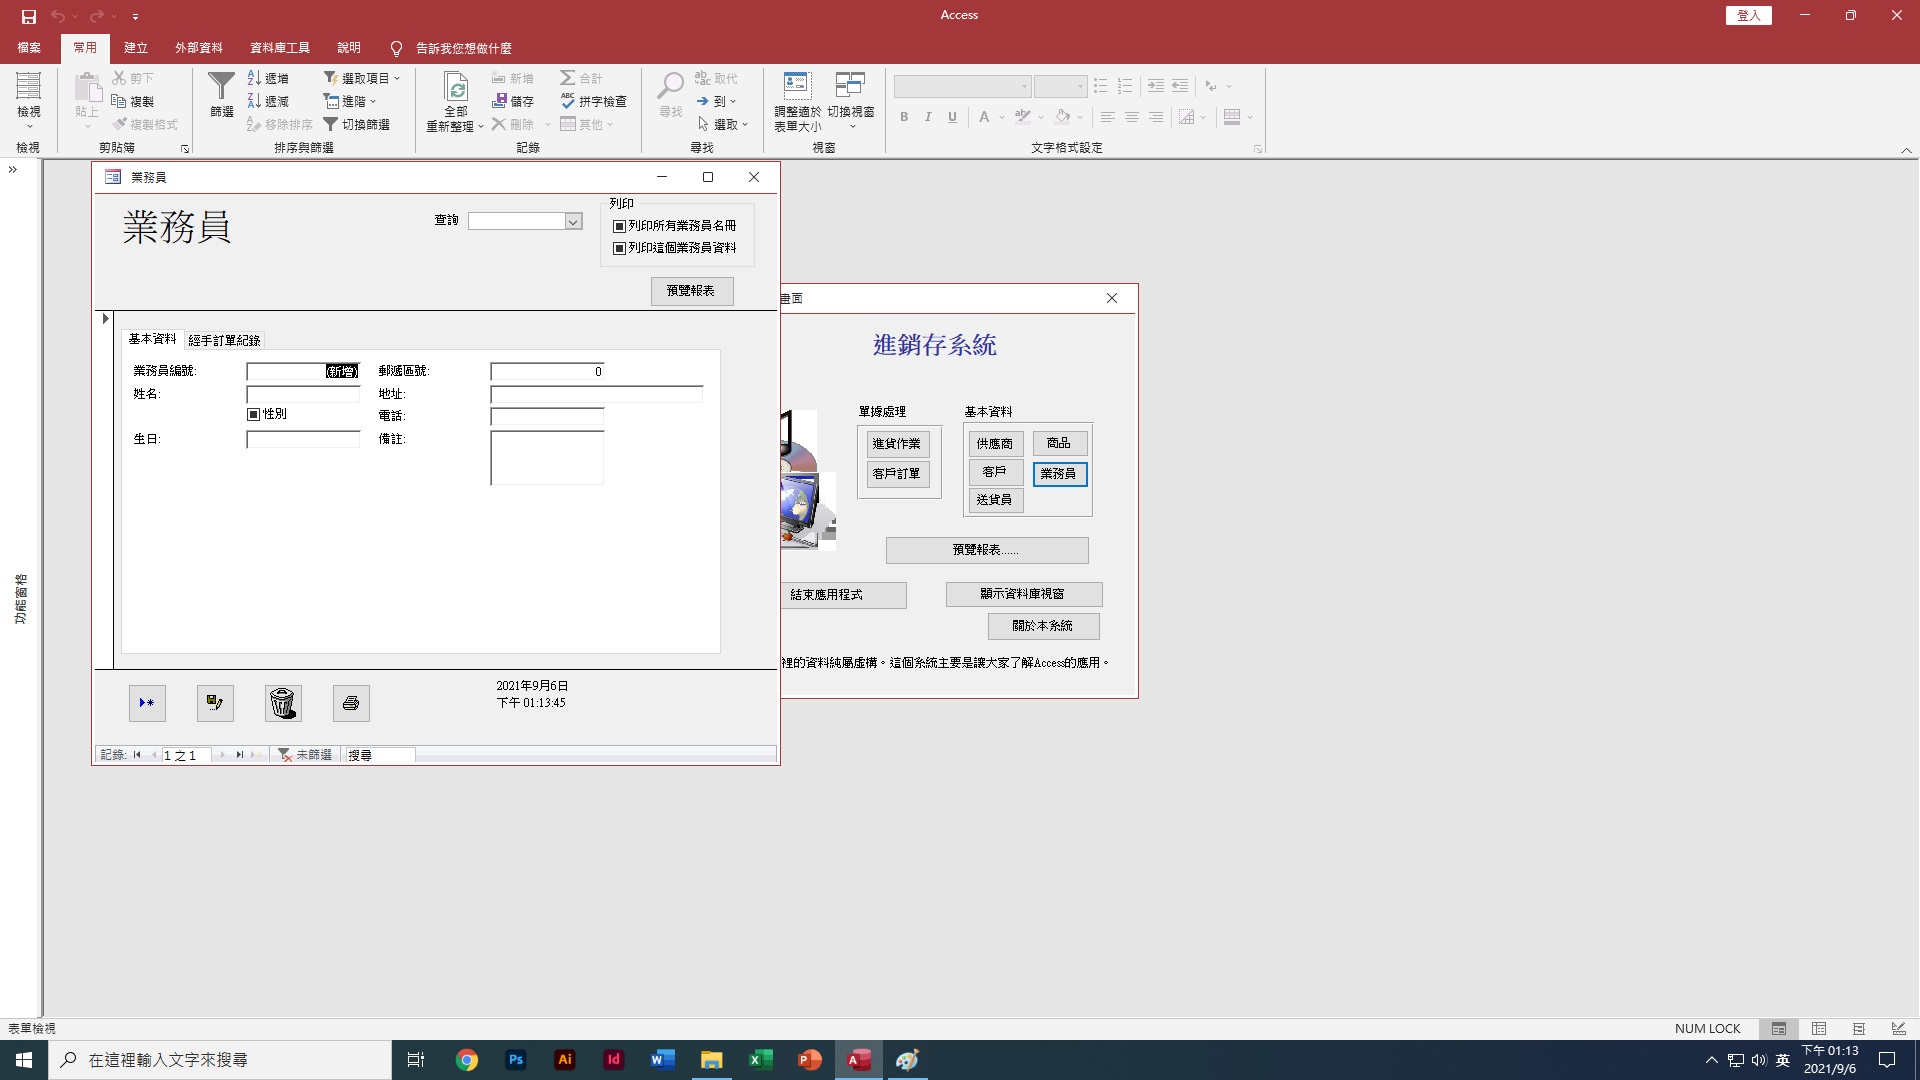 Access
登入
檔案
常用
建立
外部資料
資料庫工具
說明
告訴我您想做什麼
檢視
貼上
剪下
複製
複製格式
剪貼簿
篩選
遞增
遞減
移除排序
選取項目
進階
切換篩選
排序與篩選
全部
重新整理
新增
儲存
刪除
合計
拼字檢查
其他
記錄
尋找
取代
到
選取
尋找
調整適於
表單大小
切換視窗
視窗
B I U
文字格式設定
檢視
功能窗格
業務員
業務員
查詢
列印
列印所有業務員名冊
列印這個業務員資料
預覽報表
基本資料
經手訂單紀錄
業務員編號:
(新增)
郵遞區號:
0
姓名:
地址:
性別
電話:
生日:
備註:
2021年9月6日
下午 01:13:45
記錄:
1 之 1
未篩選
搜尋
畫面
進銷存系統
單據處理
進貨作業
客戶訂單
基本資料
供應商
商品
客戶
業務員
送貨員
預覽報表......
結束應用程式
顯示資料庫視窗
關於本系統
裡的資料純屬虛構。這個系統主要是讓大家了解Access的應用。
表單檢視
NUM LOCK
在這裡輸入文字來搜尋
Ps
Ai
Id
英
下午 01:13
2021/9/6